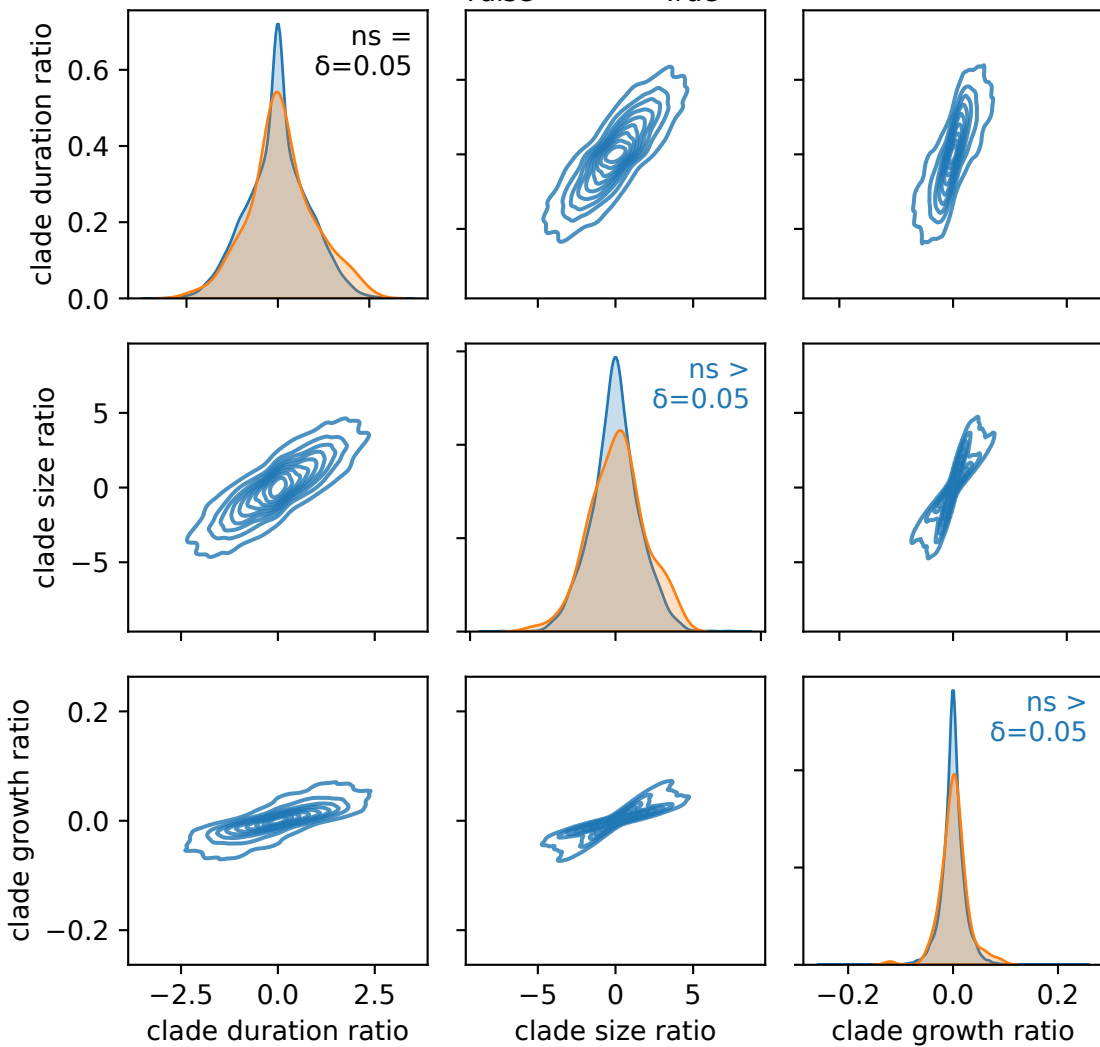 clade duration ratio
0.6
0.4
0.2
0.0
ns =
δ=0.05
clade size ratio
5
0
−5
ns >
δ=0.05
clade growth ratio
0.2
0.0
−0.2
ns >
δ=0.05
−2.5 0.0 2.5
−5 0 5
−0.2 0.0 0.2
clade duration ratio
clade size ratio
clade growth ratio